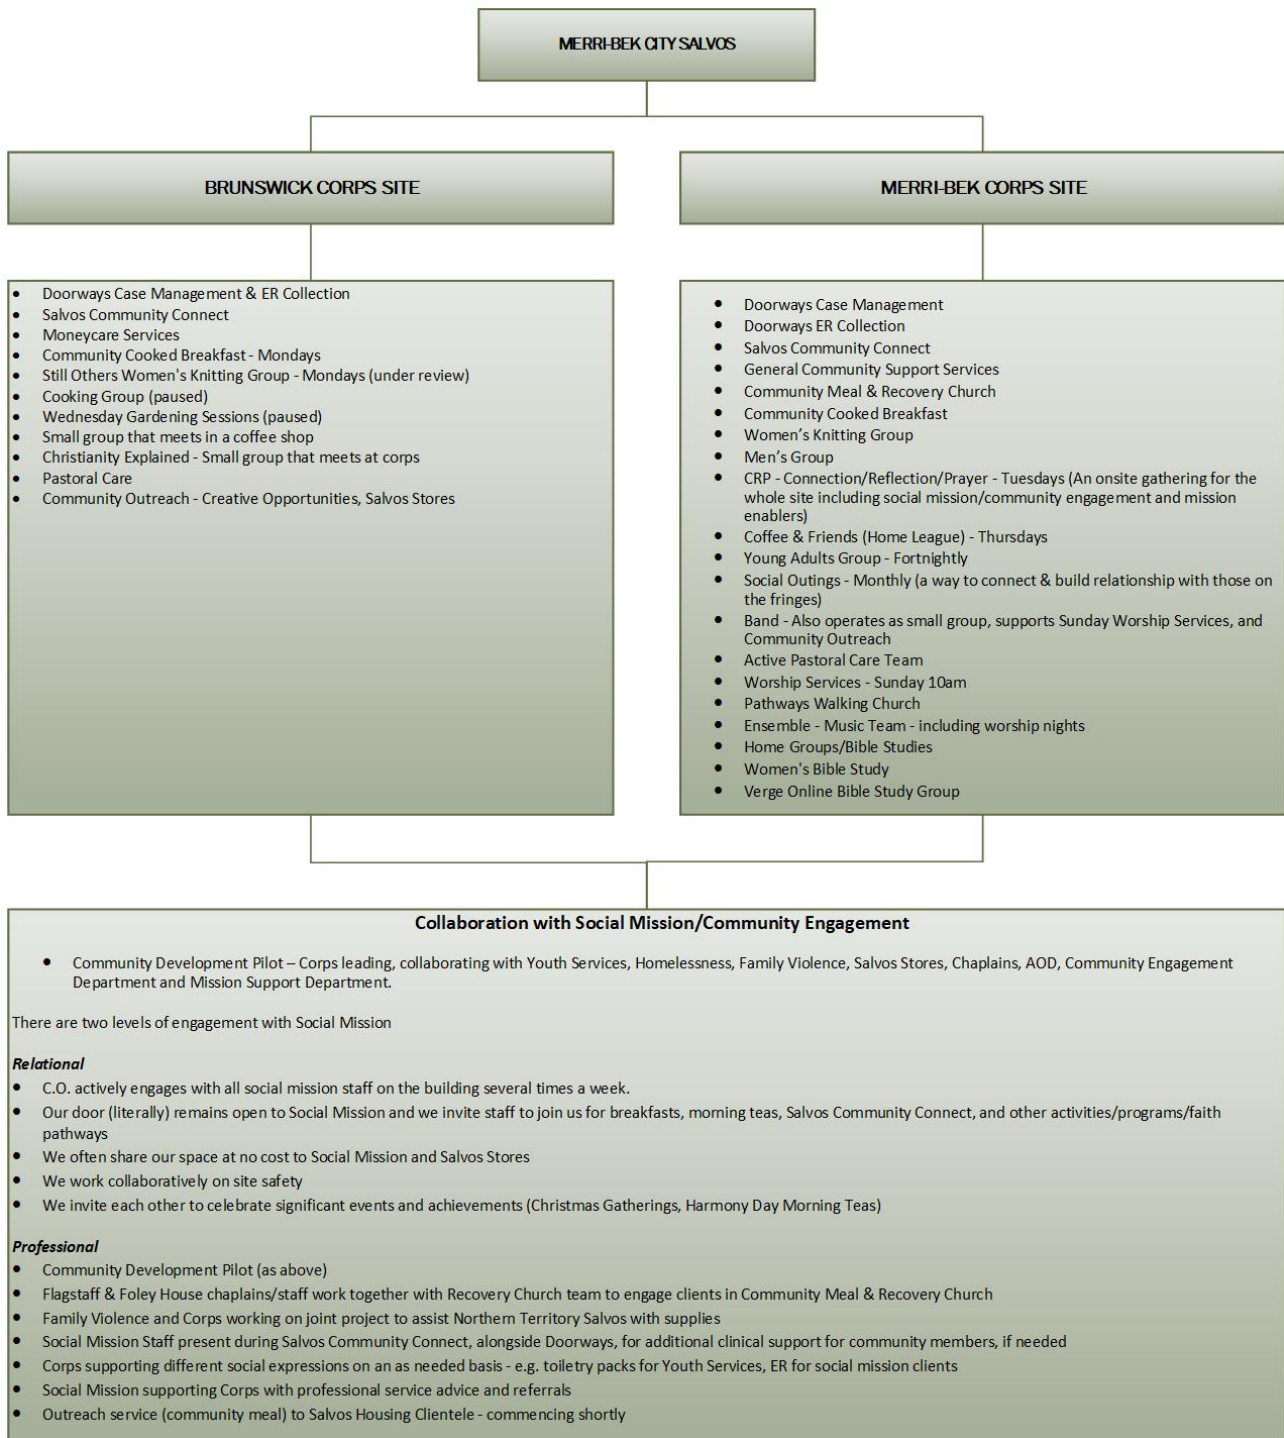 MERRI-BEK CITY SALVOS
BRUNSWICK CORPS SITE
• Doorways Case Management & ER Collection
• Salvos Community Connect
• Moneycare Services
• Community Cooked Breakfast - Mondays
• Still Others Women's Knitting Group - Mondays (under review)
• Cooking Group (paused)
• Wednesday Gardening Sessions (paused)
• Small group that meets in a coffee shop
• Christianity Explained - Small group that meets at corps
• Pastoral Care
• Community Outreach - Creative Opportunities, Salvos Stores
MERRI-BEK CORPS SITE
• Doorways Case Management
• Doorways ER Collection
• Salvos Community Connect
• General Community Support Services
• Community Meal & Recovery Church
• Community Cooked Breakfast
• Women’s Knitting Group
• Men’s Group
• CRP - Connection/Reflection/Prayer - Tuesdays (An onsite gathering for the
whole site including social mission/community engagement and mission
enablers)
• Coffee & Friends (Home League) - Thursdays
• Young Adults Group - Fortnightly
• Social Outings - Monthly (a way to connect & build relationship with those on
the fringes)
• Band - Also operates as small group, supports Sunday Worship Services, and
Community Outreach
• Active Pastoral Care Team
• Worship Services - Sunday 10am
• Pathways Walking Church
• Ensemble - Music Team - including worship nights
• Home Groups/Bible Studies
• Women's Bible Study
• Verge Online Bible Study Group
Collaboration with Social Mission/Community Engagement
• Community Development Pilot – Corps leading, collaborating with Youth Services, Homelessness, Family Violence, Salvos Stores, Chaplains, AOD, Community Engagement
Department and Mission Support Department.
There are two levels of engagement with Social Mission
Relational
• C.O. actively engages with all social mission staff on the building several times a week.
• Our door (literally) remains open to Social Mission and we invite staff to join us for breakfasts, morning teas, Salvos Community Connect, and other activities/programs/faith
pathways
• We often share our space at no cost to Social Mission and Salvos Stores
• We work collaboratively on site safety
• We invite each other to celebrate significant events and achievements (Christmas Gatherings, Harmony Day Morning Teas)
Professional
• Community Development Pilot (as above)
• Flagstaff & Foley House chaplains/staff work together with Recovery Church team to engage clients in Community Meal & Recovery Church
• Family Violence and Corps working on joint project to assist Northern Territory Salvos with supplies
• Social Mission Staff present during Salvos Community Connect, alongside Doorways, for additional clinical support for community members, if needed
• Corps supporting different social expressions on an as needed basis - e.g. toiletry packs for Youth Services, ER for social mission clients
• Social Mission supporting Corps with professional service advice and referrals
• Outreach service (community meal) to Salvos Housing Clientele - commencing shortly